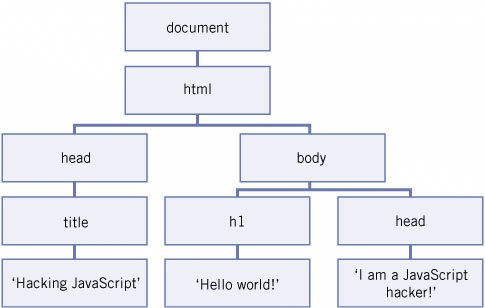 document
html
head
body
title
h1
head
‘Hacking JavaScript’
‘Hello world!’
‘I am a JavaScript
hacker!’